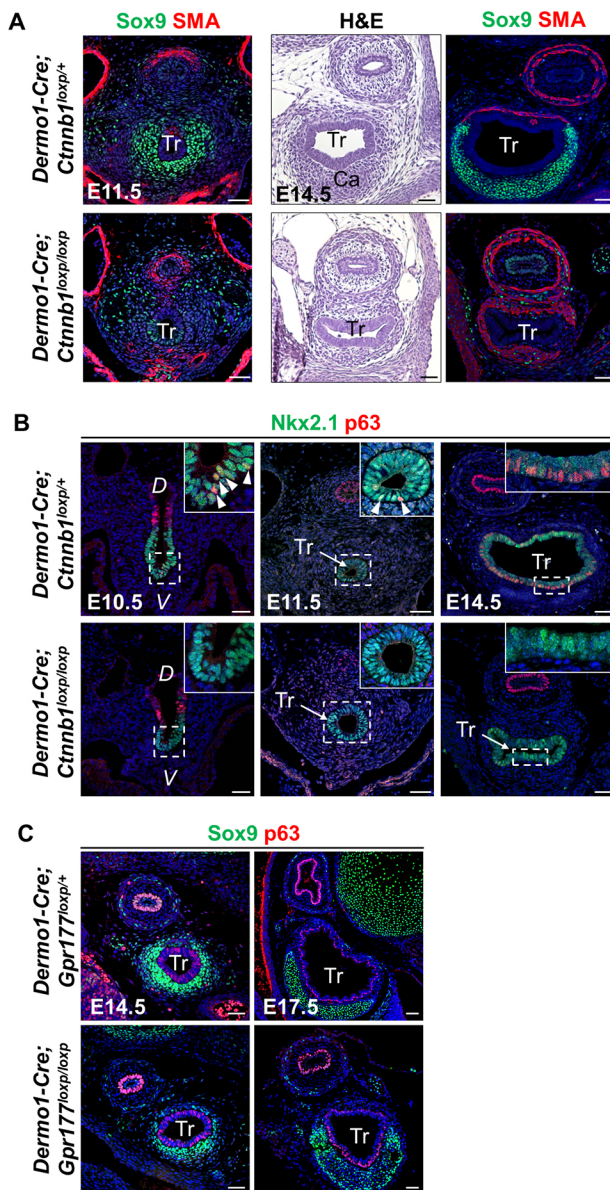 A
Sox9 SMA
H&E
Sox9 SMA
Dermo1-Cre;
Ctnnb1loxp/+
Tr
E11.5
Tr
Ca
E14.5
Tr
Dermo1-Cre;
Ctnnb1loxp/loxp
Tr
Tr
Tr
B
Nkx2.1 p63
Dermo1-Cre;
Ctnnb1loxp/+
D
V
E10.5
Tr
E11.5
Tr
E14.5
Dermo1-Cre;
Ctnnb1loxp/loxp
D
V
Tr
Tr
C
Sox9 p63
Dermo1-Cre;
Gpr177loxp/+
Tr
E14.5
Tr
E17.5
Dermo1-Cre;
Gpr177loxp/loxp
Tr
Tr